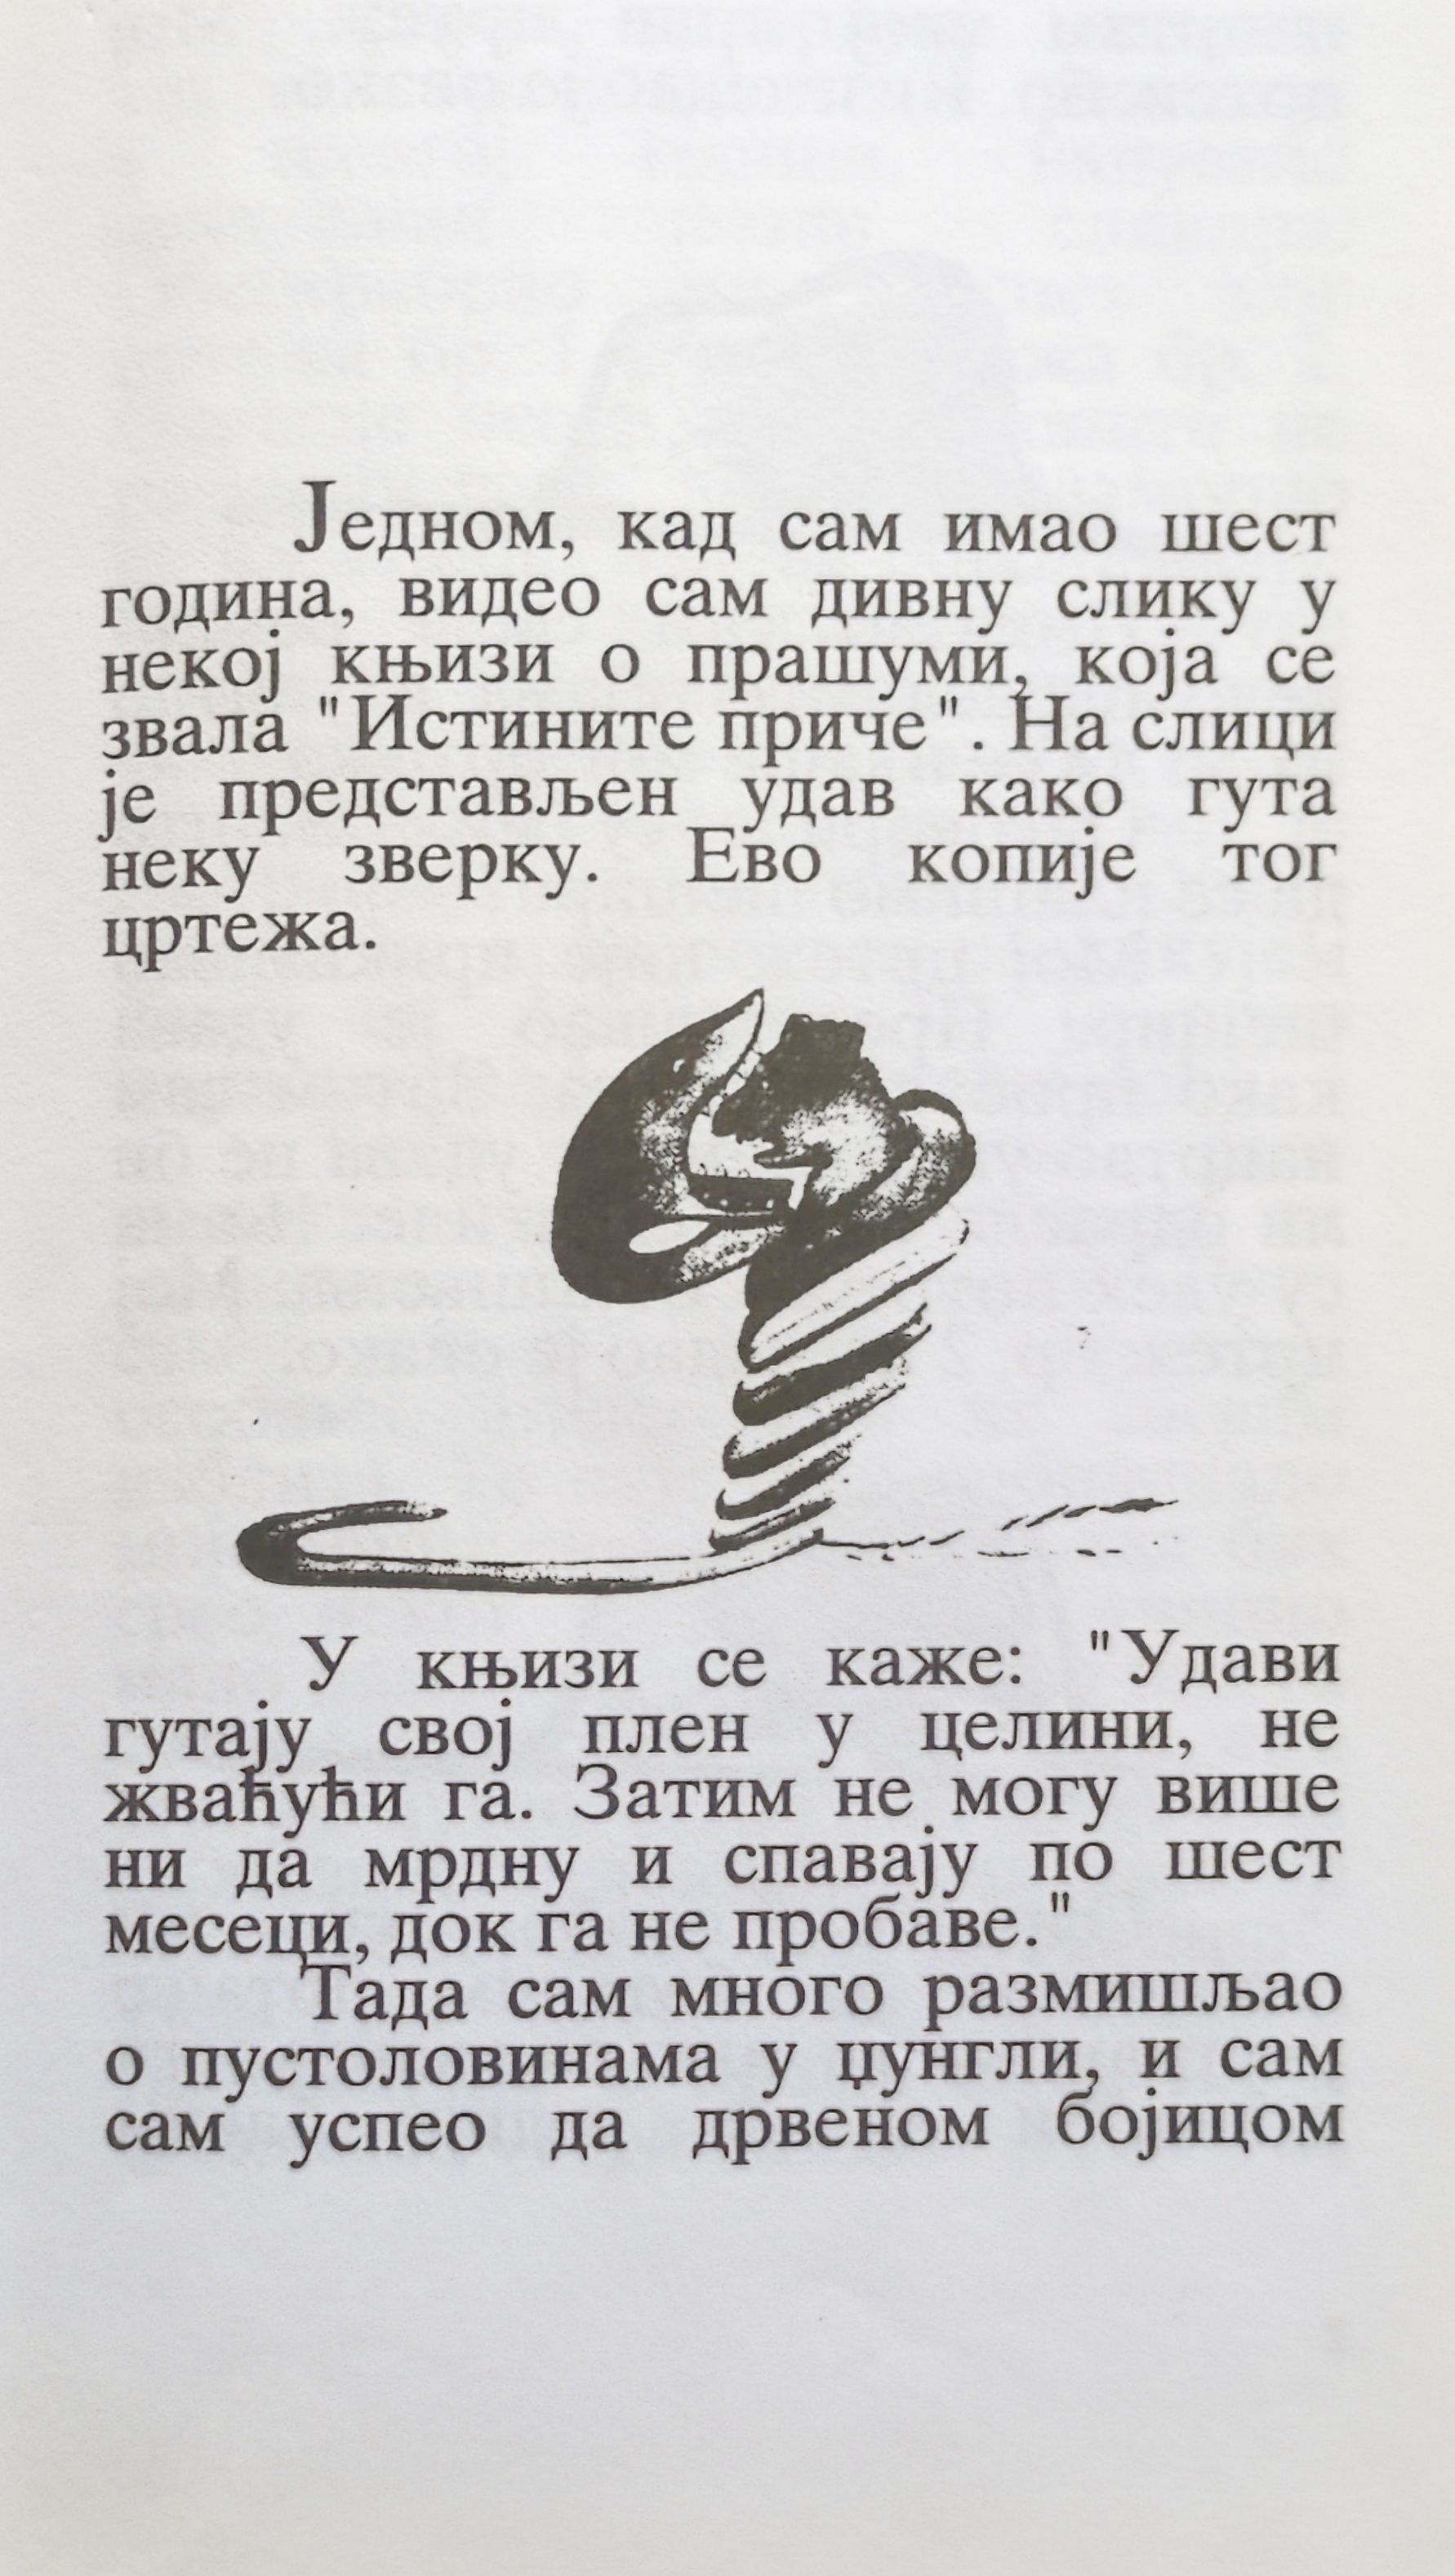 Једном, кад сам имао шест
година, видео сам дивну слику у
некој књизи о прашуми, која се
звала "Истините приче". На слици
је представљен удав како гута
неку зверку. Ево копије тог
цртежа.
У књизи се каже: "Удави
гутају свој плен у целини, не
жваћући га. Затим не могу више
ни да мрдну и спавају по шест
месеци, док га не пробаве."
Тада сам много размишљао
о пустоловинама у џунгли, и сам
сам успео да дрвеном бојицом